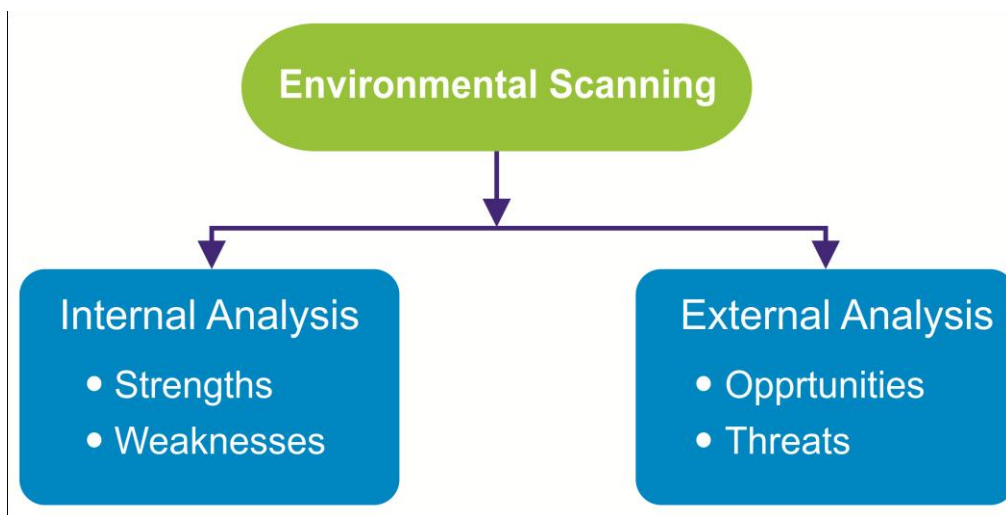 Environmental Scanning
Internal Analysis
• Strengths
• Weaknesses
External Analysis
• Opprtunities
• Threats